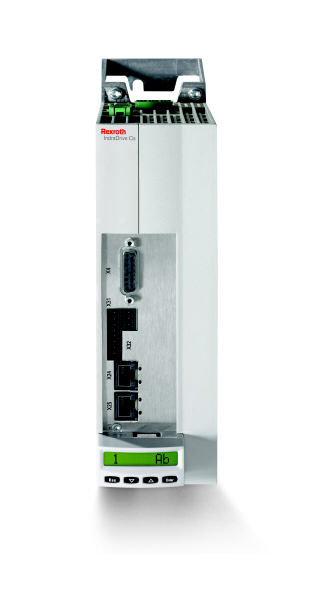 Rexroth
IndraDrive Cs
X4
X31
X32
X24
X25
1 Ab
Esc
Enter